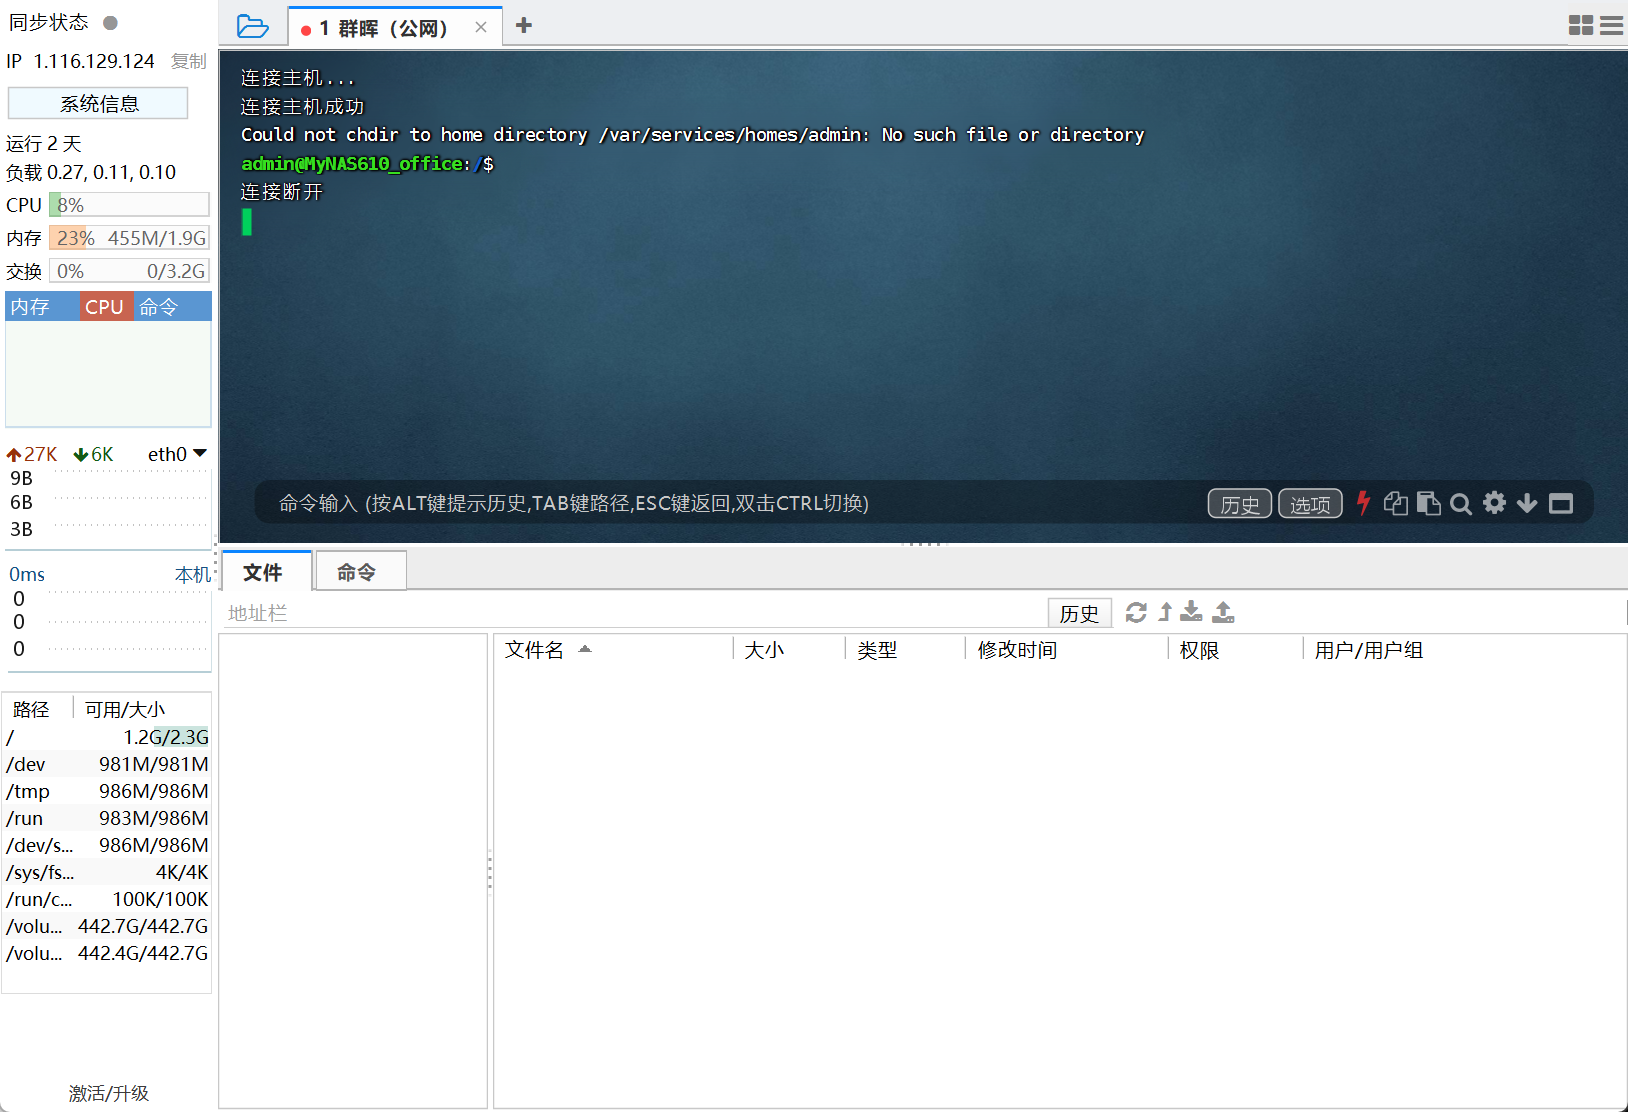 同步状态
IP 1.116.129.124 复制
系统信息
运行 2 天
负载 0.27, 0.11, 0.10
CPU 8%
内存 23% 455M/1.9G
交换 0% 0/3.2G
内存 CPU 命令
27K 6K eth0
9B
6B
3B
0ms 本机
0
0
0
路径 可用/大小
/ 1.2G/2.3G
/dev 981M/981M
/tmp 986M/986M
/run 983M/986M
/dev/s... 986M/986M
/sys/fs... 4K/4K
/run/c... 100K/100K
/volu... 442.7G/442.7G
/volu... 442.4G/442.7G
激活/升级
1 群晖（公网）
连接主机...
连接主机成功
Could not chdir to home directory /var/services/homes/admin: No such file or directory
admin@MyNAS610_office:/$
连接断开
命令输入 (按ALT键提示历史,TAB键路径,ESC键返回,双击CTRL切换) 历史 选项
文件 命令
地址栏 历史
文件名 大小 类型 修改时间 权限 用户/用户组